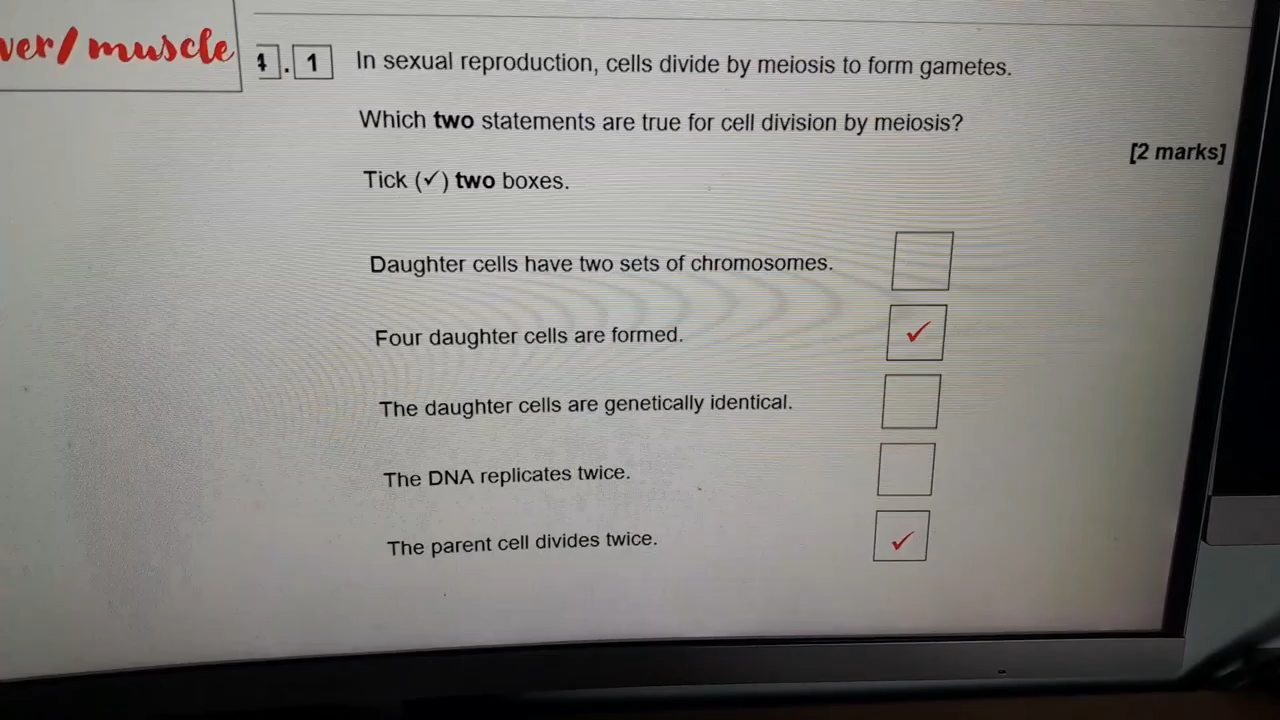 / muscle
4.1 In sexual reproduction, cells divide by meiosis to form gametes.
Which two statements are true for cell division by meiosis?
[2 marks]
Tick (✓) two boxes.
Daughter cells have two sets of chromosomes.
Four daughter cells are formed. ✓
The daughter cells are genetically identical.
The DNA replicates twice.
The parent cell divides twice. ✓